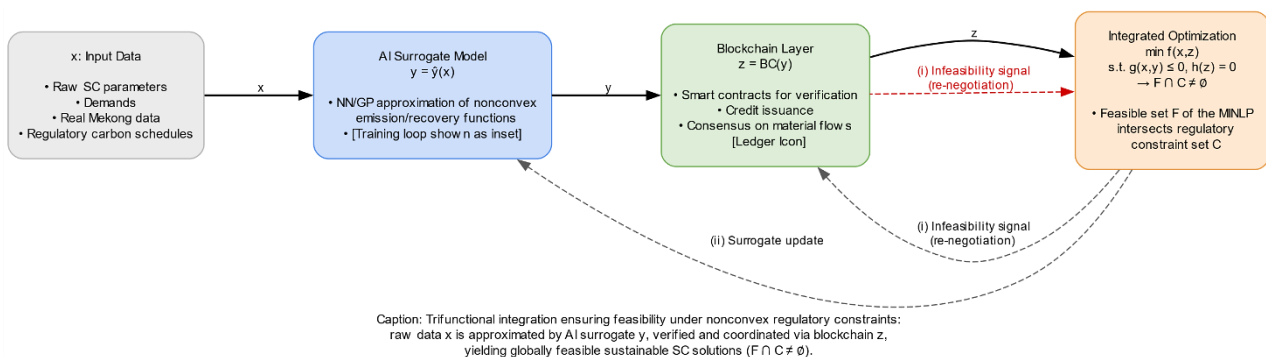 x: Input Data
• Raw SC parameters
• Demands
• Real Mekong data
• Regulatory carbon schedules
x
AI Surrogate Model
y = ŷ(x)
• NN/GP approximation of nonconvex
emission/recovery functions
• [Training loop shown as inset]
y
Blockchain Layer
z = BC(y)
• Smart contracts for verification
• Credit issuance
• Consensus on material flows
[Ledger Icon]
z
(i) Infeasibility signal
(re-negotiation)
Integrated Optimization
min f(x,z)
s.t. g(x,y) ≤ 0, h(z) = 0
→ F ∩ C ≠ ∅
• Feasible set F of the MINLP
intersects regulatory
constraint set C
(ii) Surrogate update
(i) Infeasibility signal
(re-negotiation)
Caption: Trifunctional integration ensuring feasibility under nonconvex regulatory constraints:
raw data x is approximated by AI surrogate y, verified and coordinated via blockchain z,
yielding globally feasible sustainable SC solutions (F ∩ C ≠ ∅).